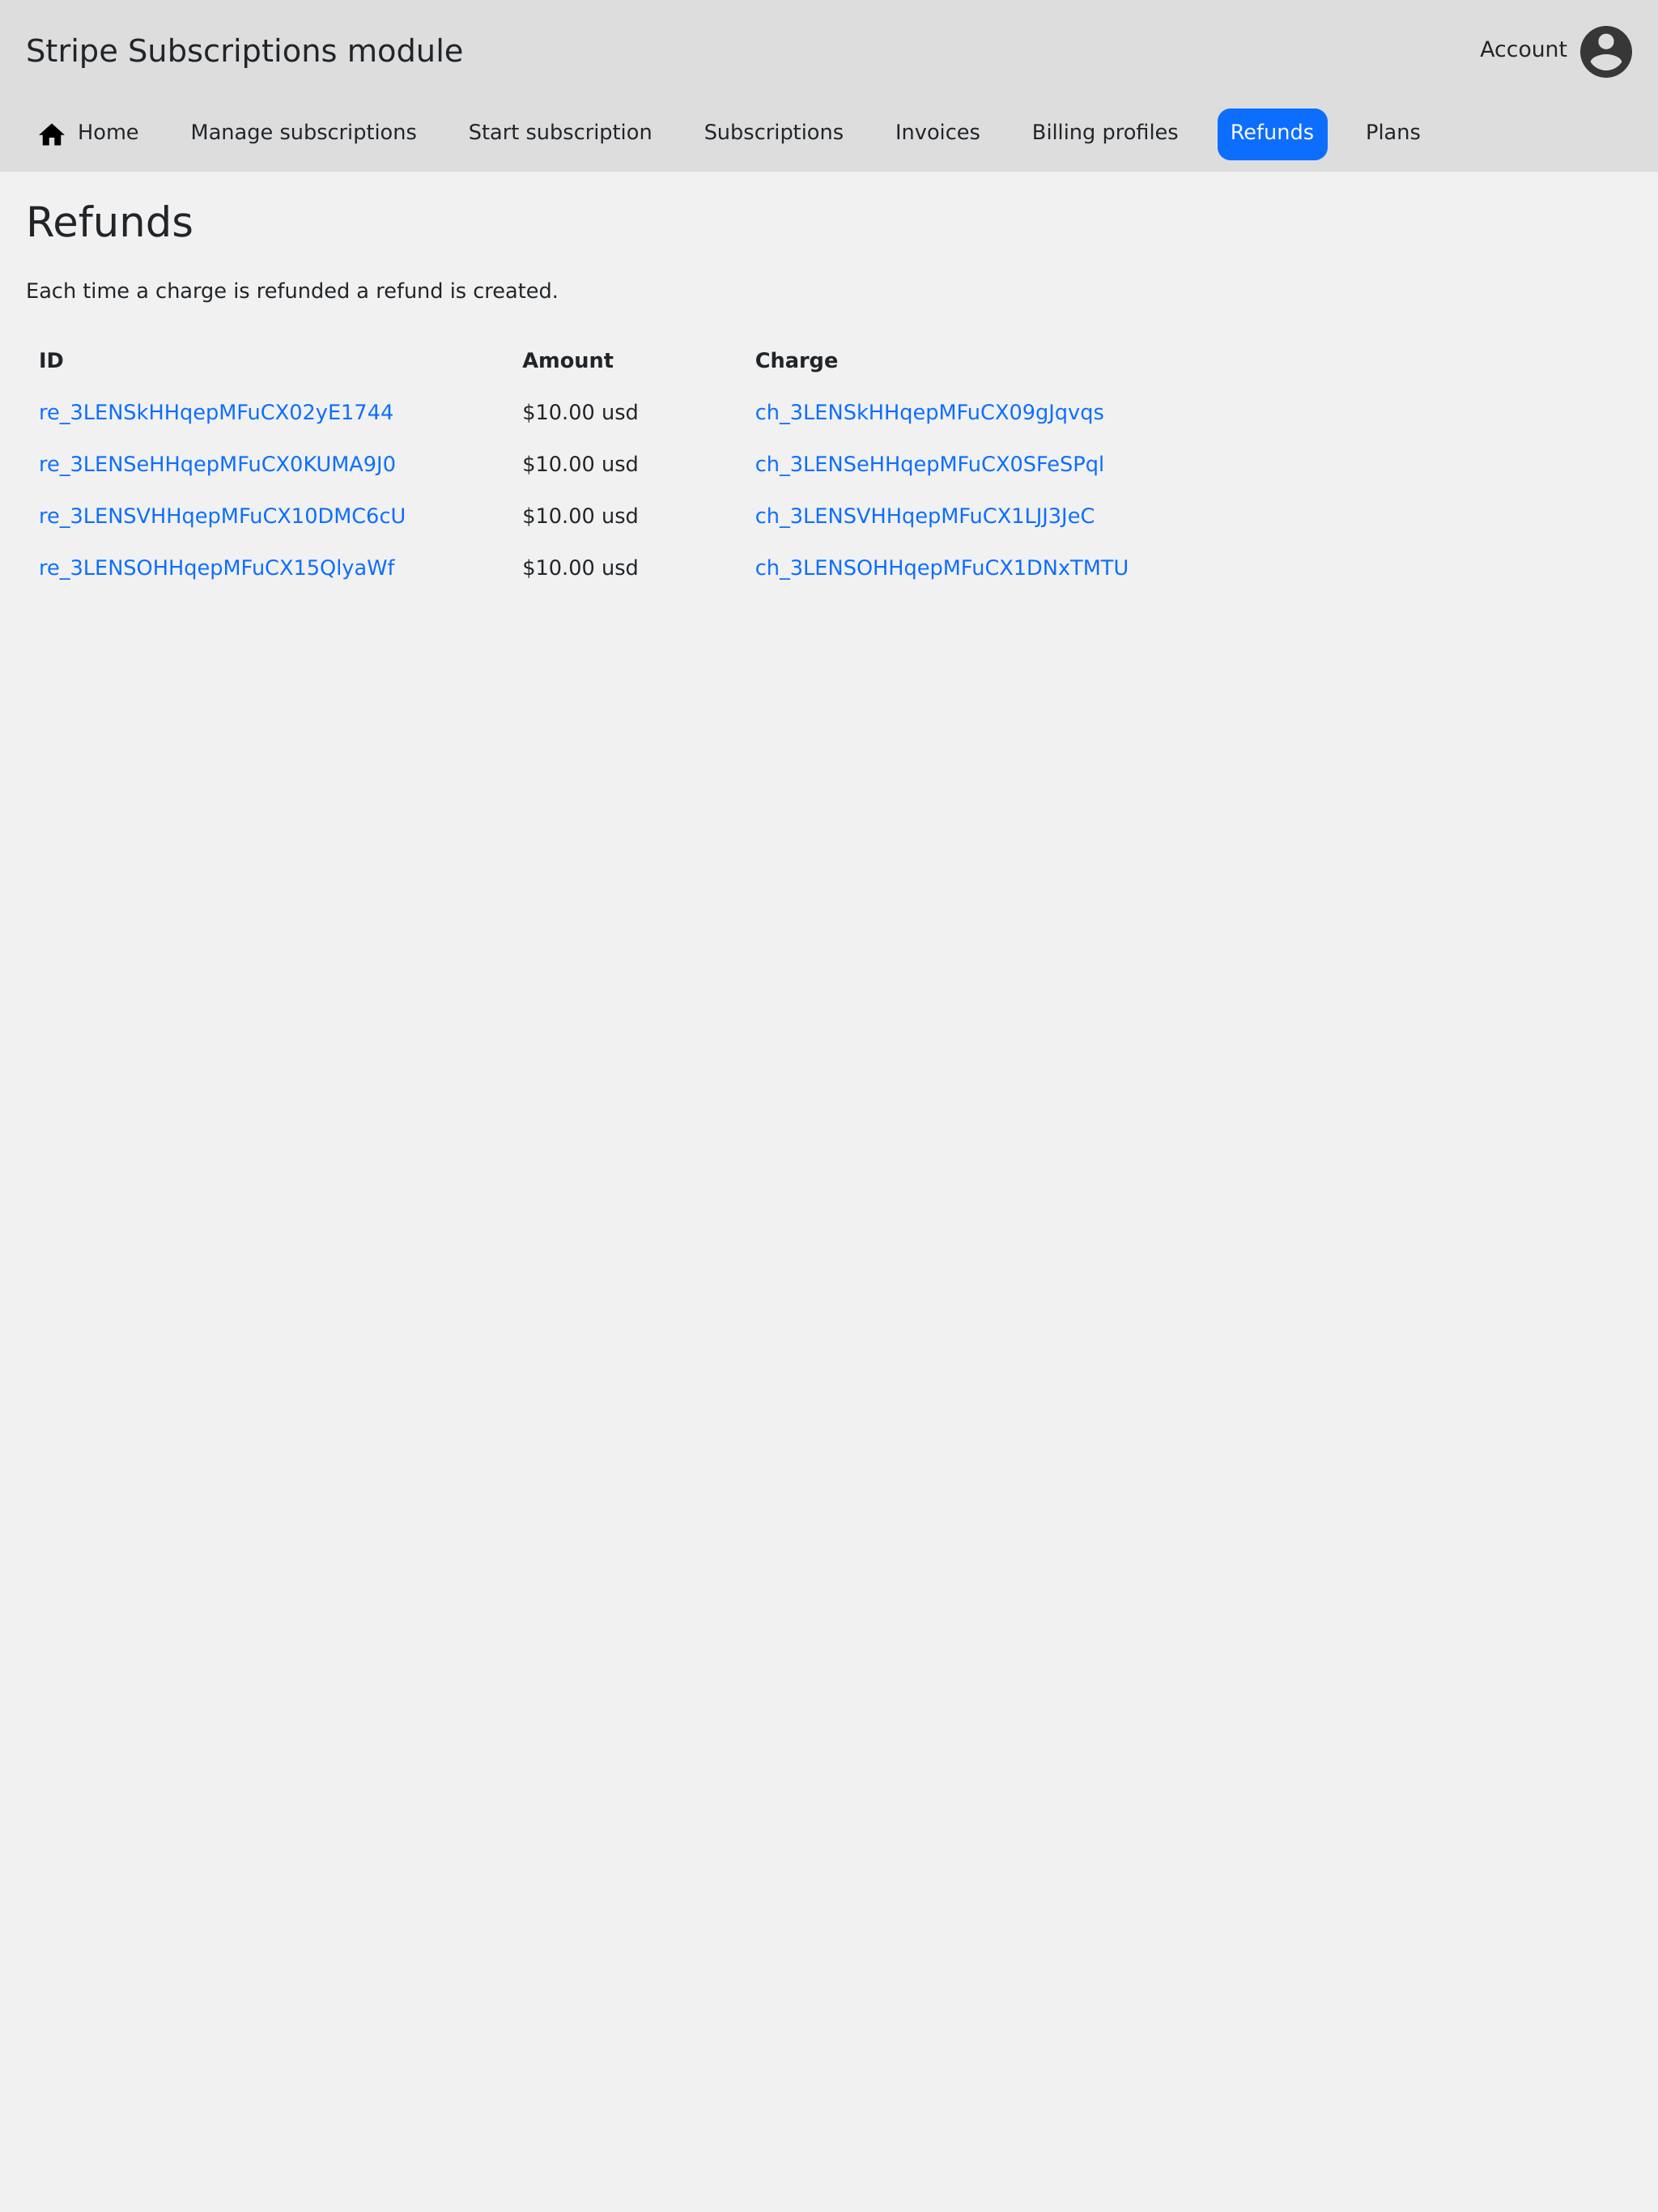 Stripe Subscriptions module
Account
Home Manage subscriptions Start subscription Subscriptions Invoices Billing profiles Refunds Plans
Refunds
Each time a charge is refunded a refund is created.
ID Amount Charge
re_3LENSkHHqepMFuCX02yE1744 $10.00 usd ch_3LENSkHHqepMFuCX09gJqvqs
re_3LENSeHHqepMFuCX0KUMA9J0 $10.00 usd ch_3LENSeHHqepMFuCX0SFeSPql
re_3LENSVHHqepMFuCX10DMC6cU $10.00 usd ch_3LENSVHHqepMFuCX1LJJ3JeC
re_3LENSOHHqepMFuCX15QlyaWf $10.00 usd ch_3LENSOHHqepMFuCX1DNxTMTU